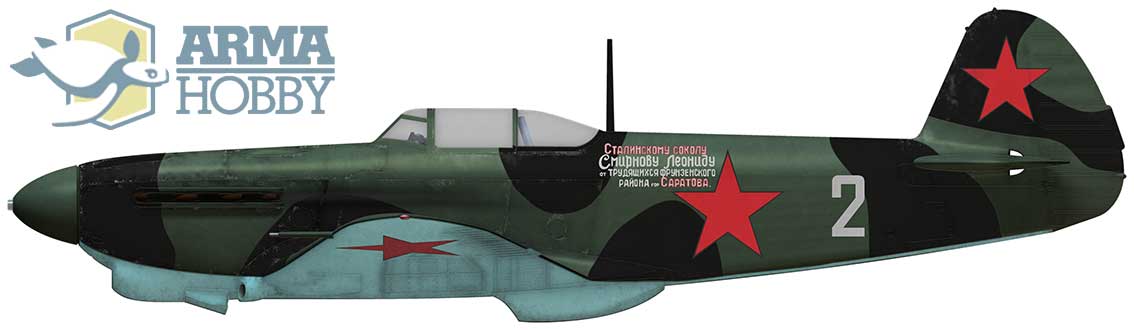 ARMA
HOBBY
Сталинскому соколу
Смирнову Леониду
от трудящихся Фрунзенского
района гор Саратова.
2